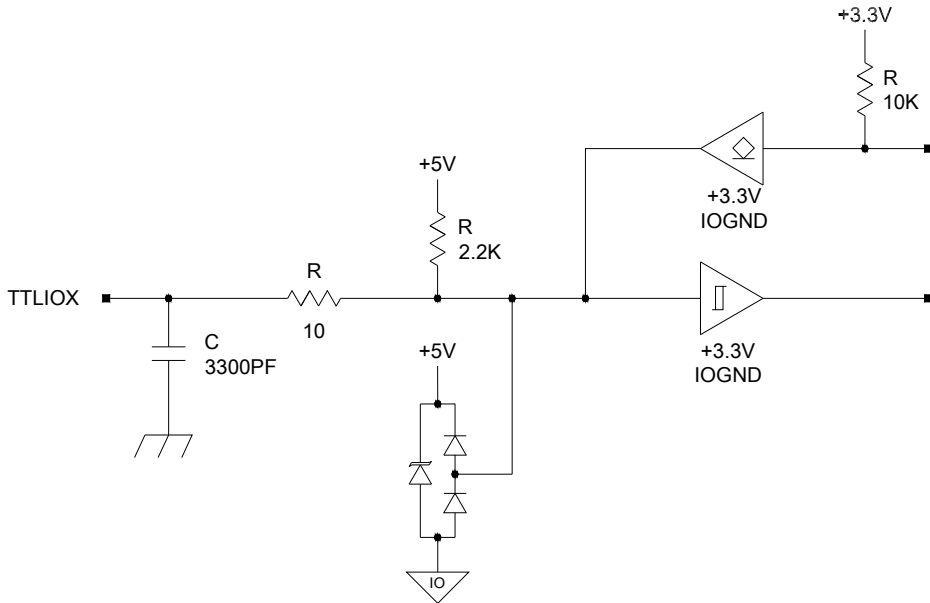 +3.3V
R
10K
+5V
R
2.2K
+3.3V
IOGND
TTLIOX
R
10
C
3300PF
+5V
+3.3V
IOGND
IO